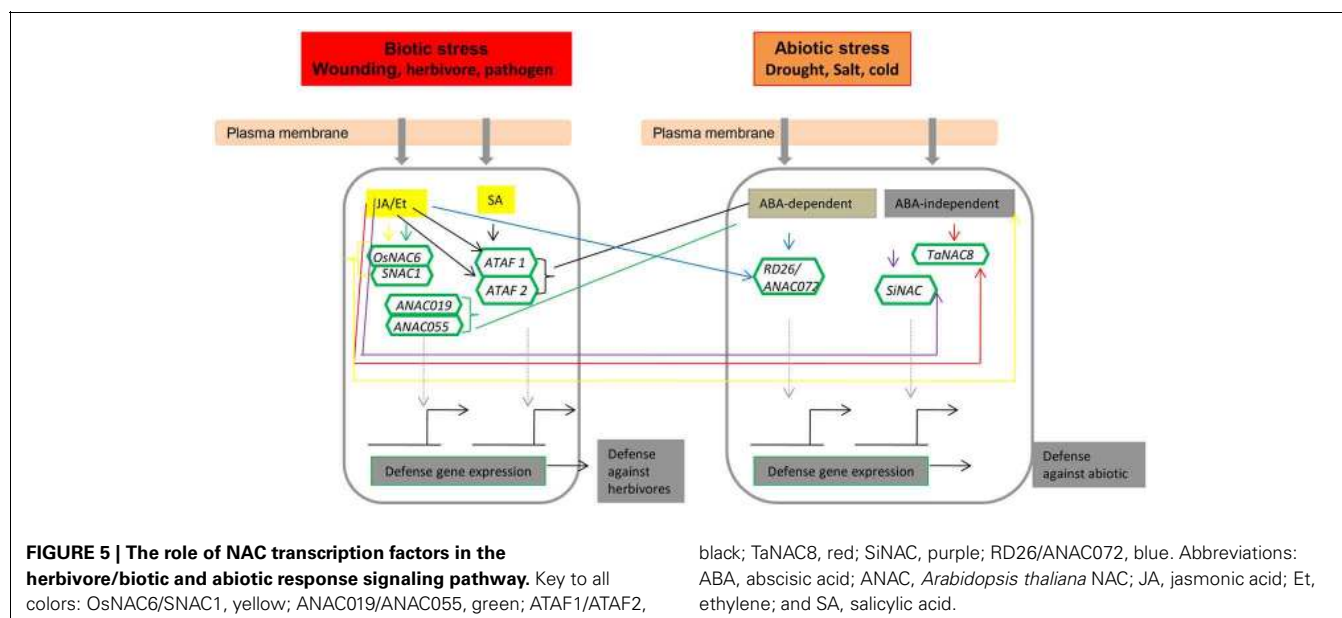 Biotic stress
Wounding, herbivore, pathogen
Abiotic stress
Drought, Salt, cold
Plasma membrane
Plasma membrane
JA/Et
SA
ABA-dependent
ABA-independent
OsNAC6
SNAC1
ATAF 1
ATAF 2
ANAC019
ANAC055
RD26/
ANAC072
TaNAC8
SiNAC
Defense gene expression
Defense
against
herbivores
Defense gene expression
Defense
against abiotic
FIGURE 5 | The role of NAC transcription factors in the
herbivore/biotic and abiotic response signaling pathway. Key to all
colors: OsNAC6/SNAC1, yellow; ANAC019/ANAC055, green; ATAF1/ATAF2,
black; TaNAC8, red; SiNAC, purple; RD26/ANAC072, blue. Abbreviations:
ABA, abscisic acid; ANAC, Arabidopsis thaliana NAC; JA, jasmonic acid; Et,
ethylene; and SA, salicylic acid.